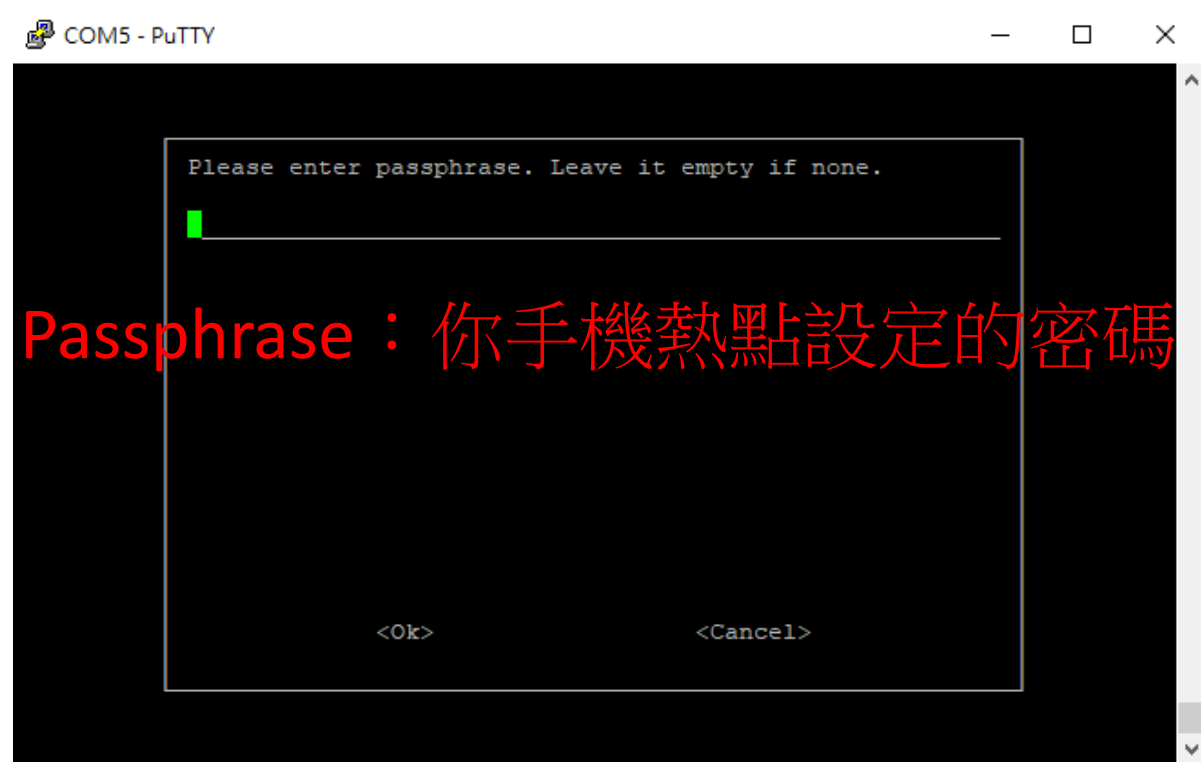 COM5 - PuTTY
Please enter passphrase. Leave it empty if none.
Passphrase：你手機熱點設定的密碼
<Ok> <Cancel>